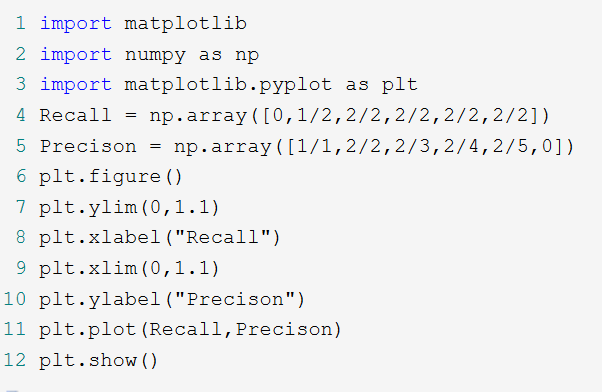 1 import matplotlib
2 import numpy as np
3 import matplotlib.pyplot as plt
4 Recall = np.array([0,1/2,2/2,2/2,2/2,2/2])
5 Precison = np.array([1/1,2/2,2/3,2/4,2/5,0])
6 plt.figure()
7 plt.ylim(0,1.1)
8 plt.xlabel("Recall")
9 plt.xlim(0,1.1)
10 plt.ylabel("Precison")
11 plt.plot(Recall,Precison)
12 plt.show()